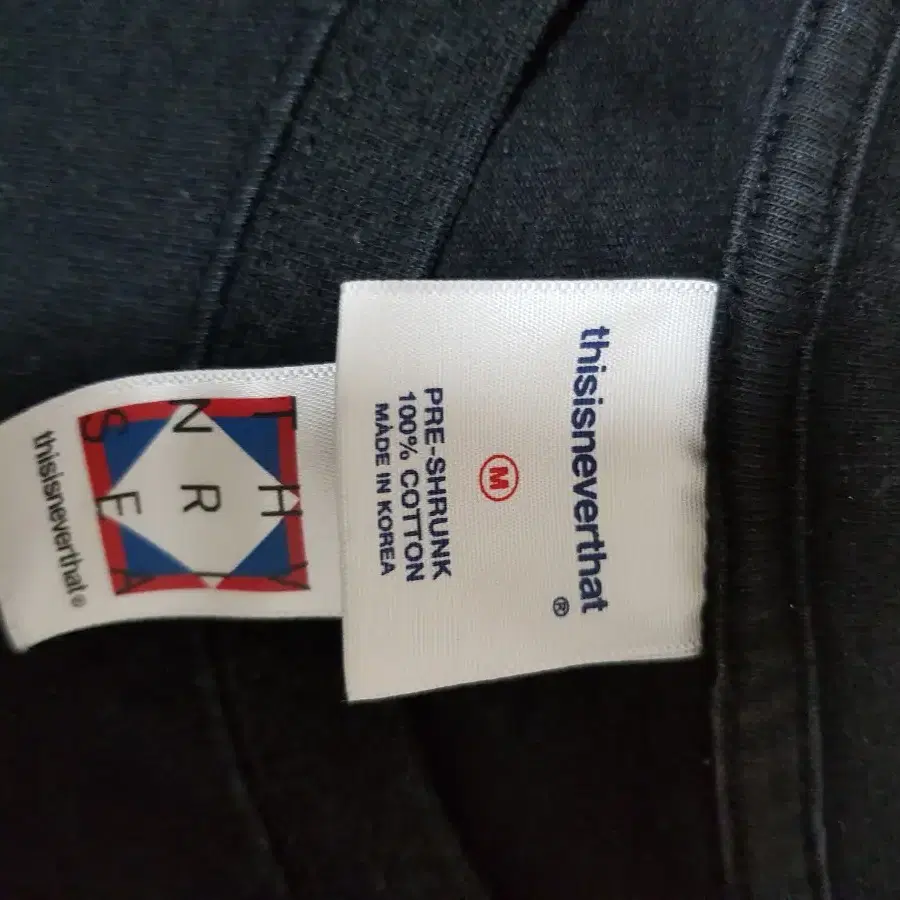 thisisneverthat®
M
PRE-SHRUNK
100% COTTON
MADE IN KOREA
T H
N R
S E A
thisisneverthat®